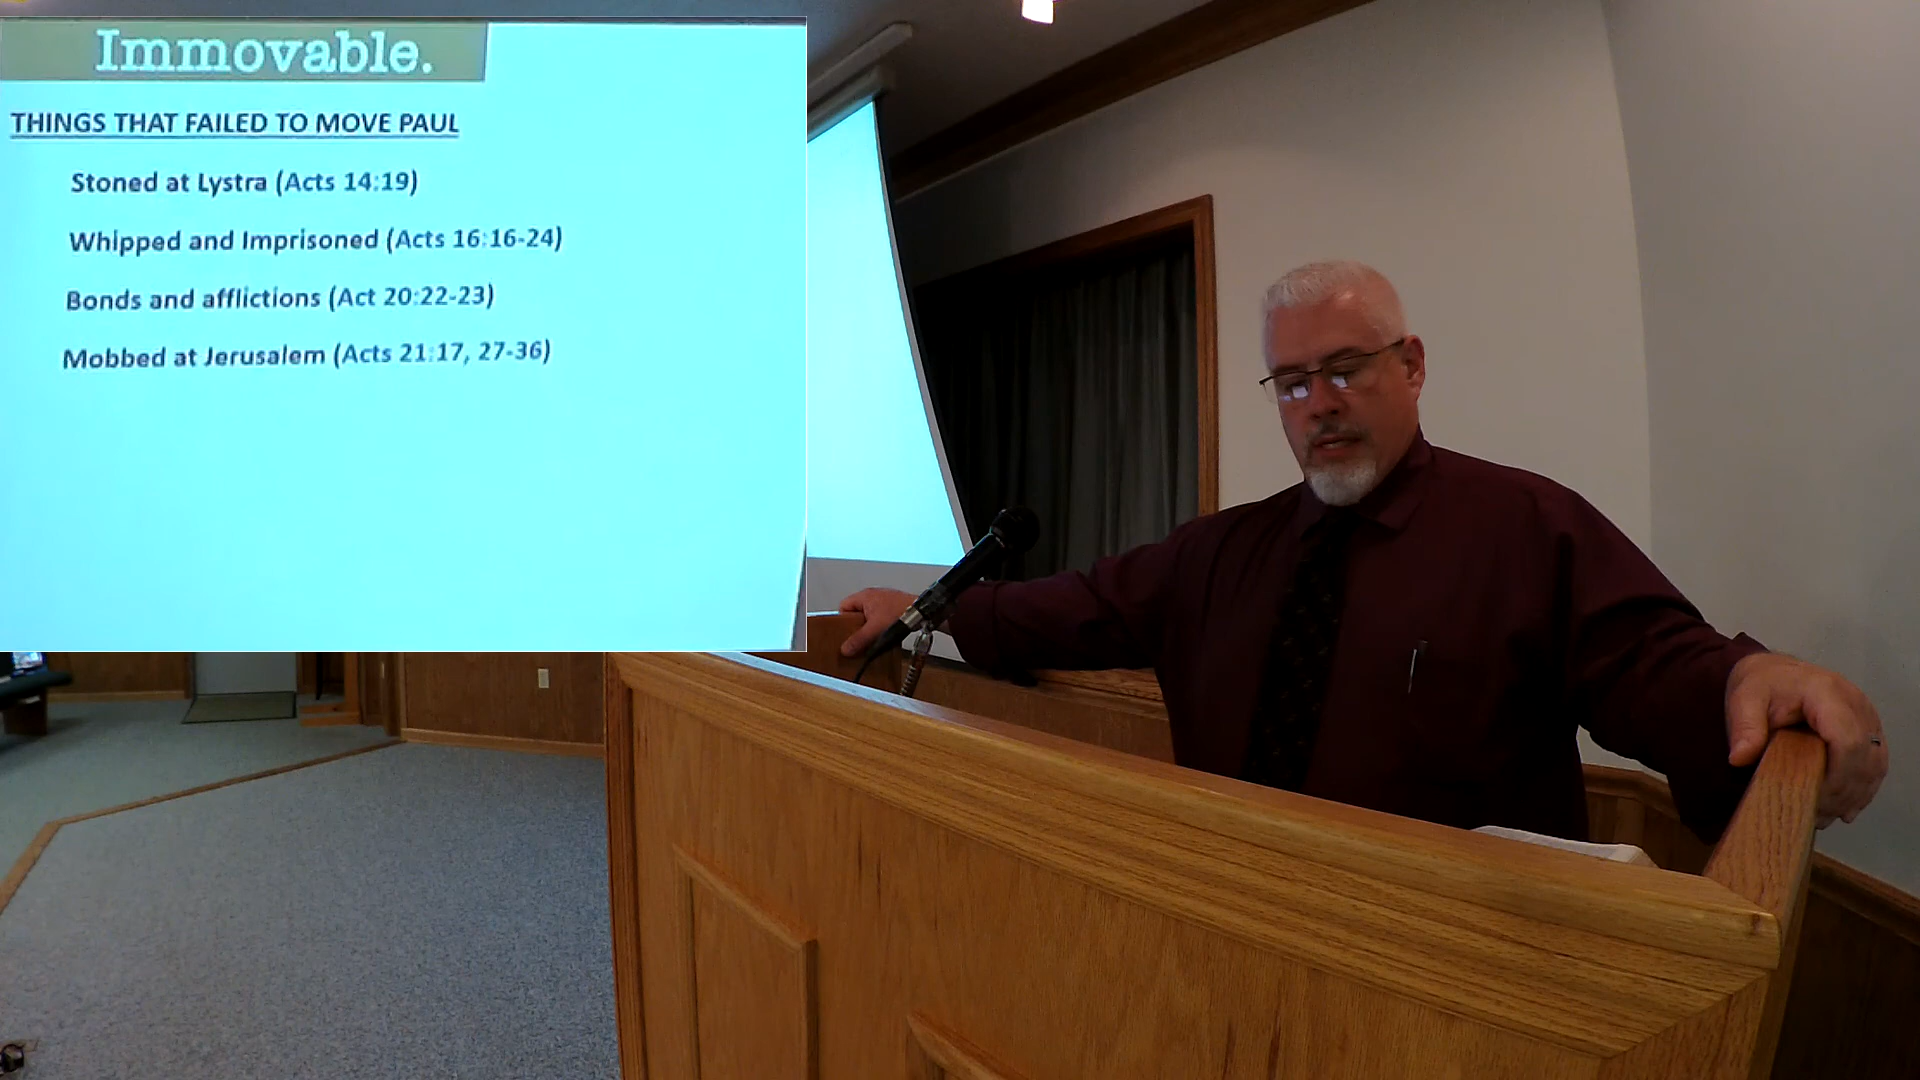 Immovable.
THINGS THAT FAILED TO MOVE PAUL
Stoned at Lystra (Acts 14:19)
Whipped and Imprisoned (Acts 16:16-24)
Bonds and afflictions (Act 20:22-23)
Mobbed at Jerusalem (Acts 21:17, 27-36)